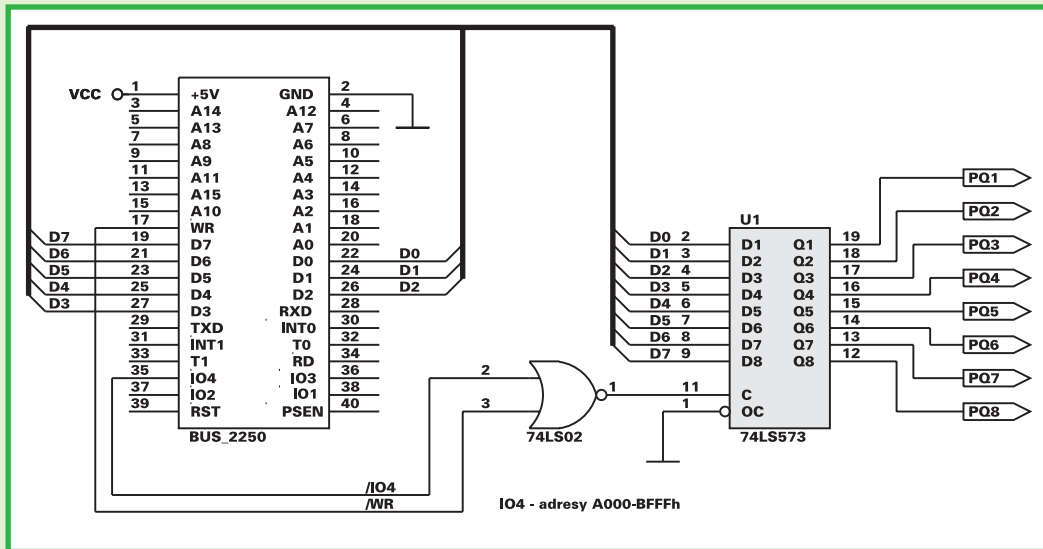 VCC
1 +5V GND 2
3 A14 A12 4
5 A13 A7 6
7 A8 A6 8
9 A9 A5 10
11 A11 A4 12
13 A15 A3 14
15 A10 A2 16
17 WR A1 18
D7 19 D7 A0 20
D6 21 D6 D0 22 D0
D5 23 D5 D1 24 D1
D4 25 D4 D2 26 D2
D3 27 D3 RXD 28
29 TXD INT0 30
31 INT1 T0 32
33 T1 RD 34
35 IO4 IO3 36
37 IO2 IO1 38
39 RST PSEN 40
BUS_2250
/IO4
/WR
2
3
1
74LS02
IO4 - adresy A000-BFFFh
U1
D0 2 D1 Q1 19
D1 3 D2 Q2 18
D2 4 D3 Q3 17
D3 5 D4 Q4 16
D4 6 D5 Q5 15
D5 7 D6 Q6 14
D6 8 D7 Q7 13
D7 9 D8 Q8 12
11 C
1 OC
74LS573
PQ1
PQ2
PQ3
PQ4
PQ5
PQ6
PQ7
PQ8